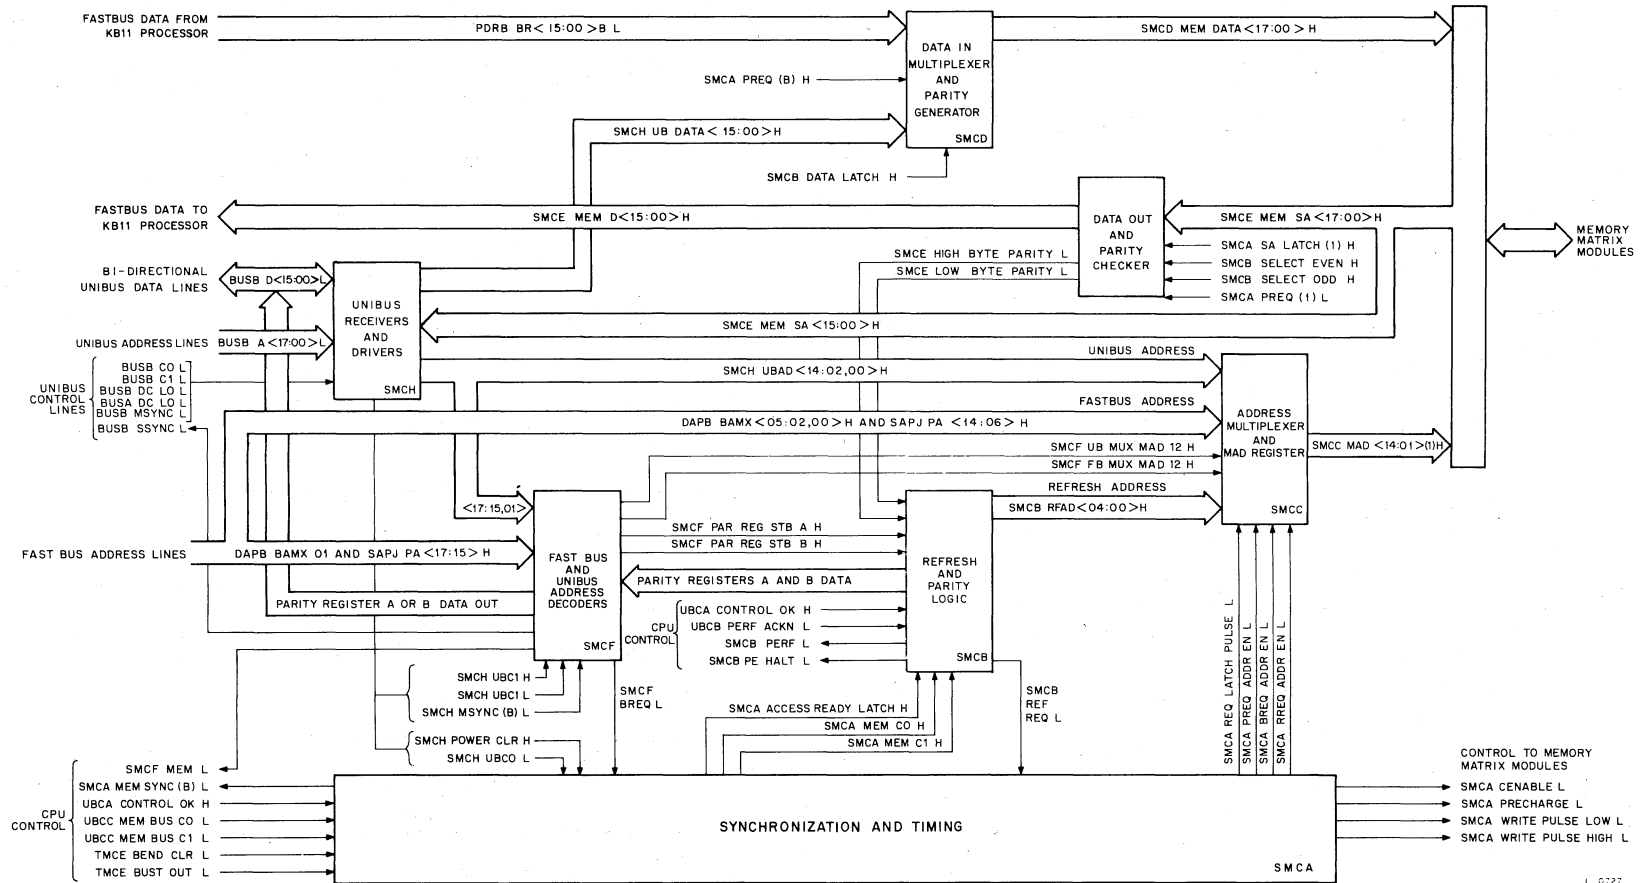 FASTBUS DATA FROM
KB11 PROCESSOR
PDRB BR< 15:00 >B L
DATA IN
MULTIPLEXER
AND
PARITY
GENERATOR
SMCD
SMCD MEM DATA<17:00> H
SMCA PREQ (B) H
SMCH UB DATA< 15:00>H
SMCB DATA LATCH H
FASTBUS DATA TO
KB11 PROCESSOR
SMCE MEM D<15:00>H
DATA OUT
AND
PARITY
CHECKER
SMCE MEM SA<17:00>H
SMCA SA LATCH (1) H
SMCB SELECT EVEN H
SMCB SELECT ODD H
SMCA PREQ (1) L
MEMORY
MATRIX
MODULES
SMCE HIGH BYTE PARITY L
SMCE LOW BYTE PARITY L
BI-DIRECTIONAL
UNIBUS DATA LINES
BUSB D<15:00>L
UNIBUS
RECEIVERS
AND
DRIVERS
SMCH
SMCE MEM SA<15:00>H
UNIBUS ADDRESS LINES
BUSB A<17:00>L
UNIBUS
CONTROL
LINES
BUSB C0 L
BUSB C1 L
BUSB DC LO L
BUSA DC LO L
BUSB MSYNC L
BUSB SSYNC L
UNIBUS ADDRESS
SMCH UBAD<14:02,00>H
FASTBUS ADDRESS
DAPB BAMX<05:02,00>H AND SAPJ PA <14:06> H
ADDRESS
MULTIPLEXER
AND
MAD REGISTER
SMCC
SMCC MAD <14:01>(1)H
SMCF UB MUX MAD 12 H
SMCF FB MUX MAD 12 H
REFRESH ADDRESS
SMCB RFAD<04:00>H
<17:15,01>
SMCF PAR REG STB A H
SMCF PAR REG STB B H
FAST BUS ADDRESS LINES
DAPB BAMX 01 AND SAPJ PA <17:15> H
FAST BUS
AND
UNIBUS
ADDRESS
DECODERS
SMCF
PARITY REGISTERS A AND B DATA
REFRESH
AND
PARITY
LOGIC
SMCB
PARITY REGISTER A OR B DATA OUT
CPU
CONTROL
UBCA CONTROL OK H
UBCB PERF ACKN L
SMCB PERF L
SMCB PE HALT L
SMCH UBC1 H
SMCH UBC1 L
SMCH MSYNC (B) L
SMCF
BREQ L
SMCA ACCESS READY LATCH H
SMCA MEM C0 H
SMCA MEM C1 H
SMCB
REF
REQ L
SMCA REQ LATCH PULSE L
SMCA PREQ ADDR EN L
SMCA BREQ ADDR EN L
SMCA RREQ ADDR EN L
SMCH POWER CLR H
SMCH UBC0 L
CPU
CONTROL
SMCF MEM L
SMCA MEM SYNC (B) L
UBCA CONTROL OK H
UBCC MEM BUS C0 L
UBCC MEM BUS C1 L
TMCE BEND CLR L
TMCE BUST OUT L
SYNCHRONIZATION AND TIMING
SMCA
CONTROL TO MEMORY
MATRIX MODULES
SMCA CENABLE L
SMCA PRECHARGE L
SMCA WRITE PULSE LOW L
SMCA WRITE PULSE HIGH L